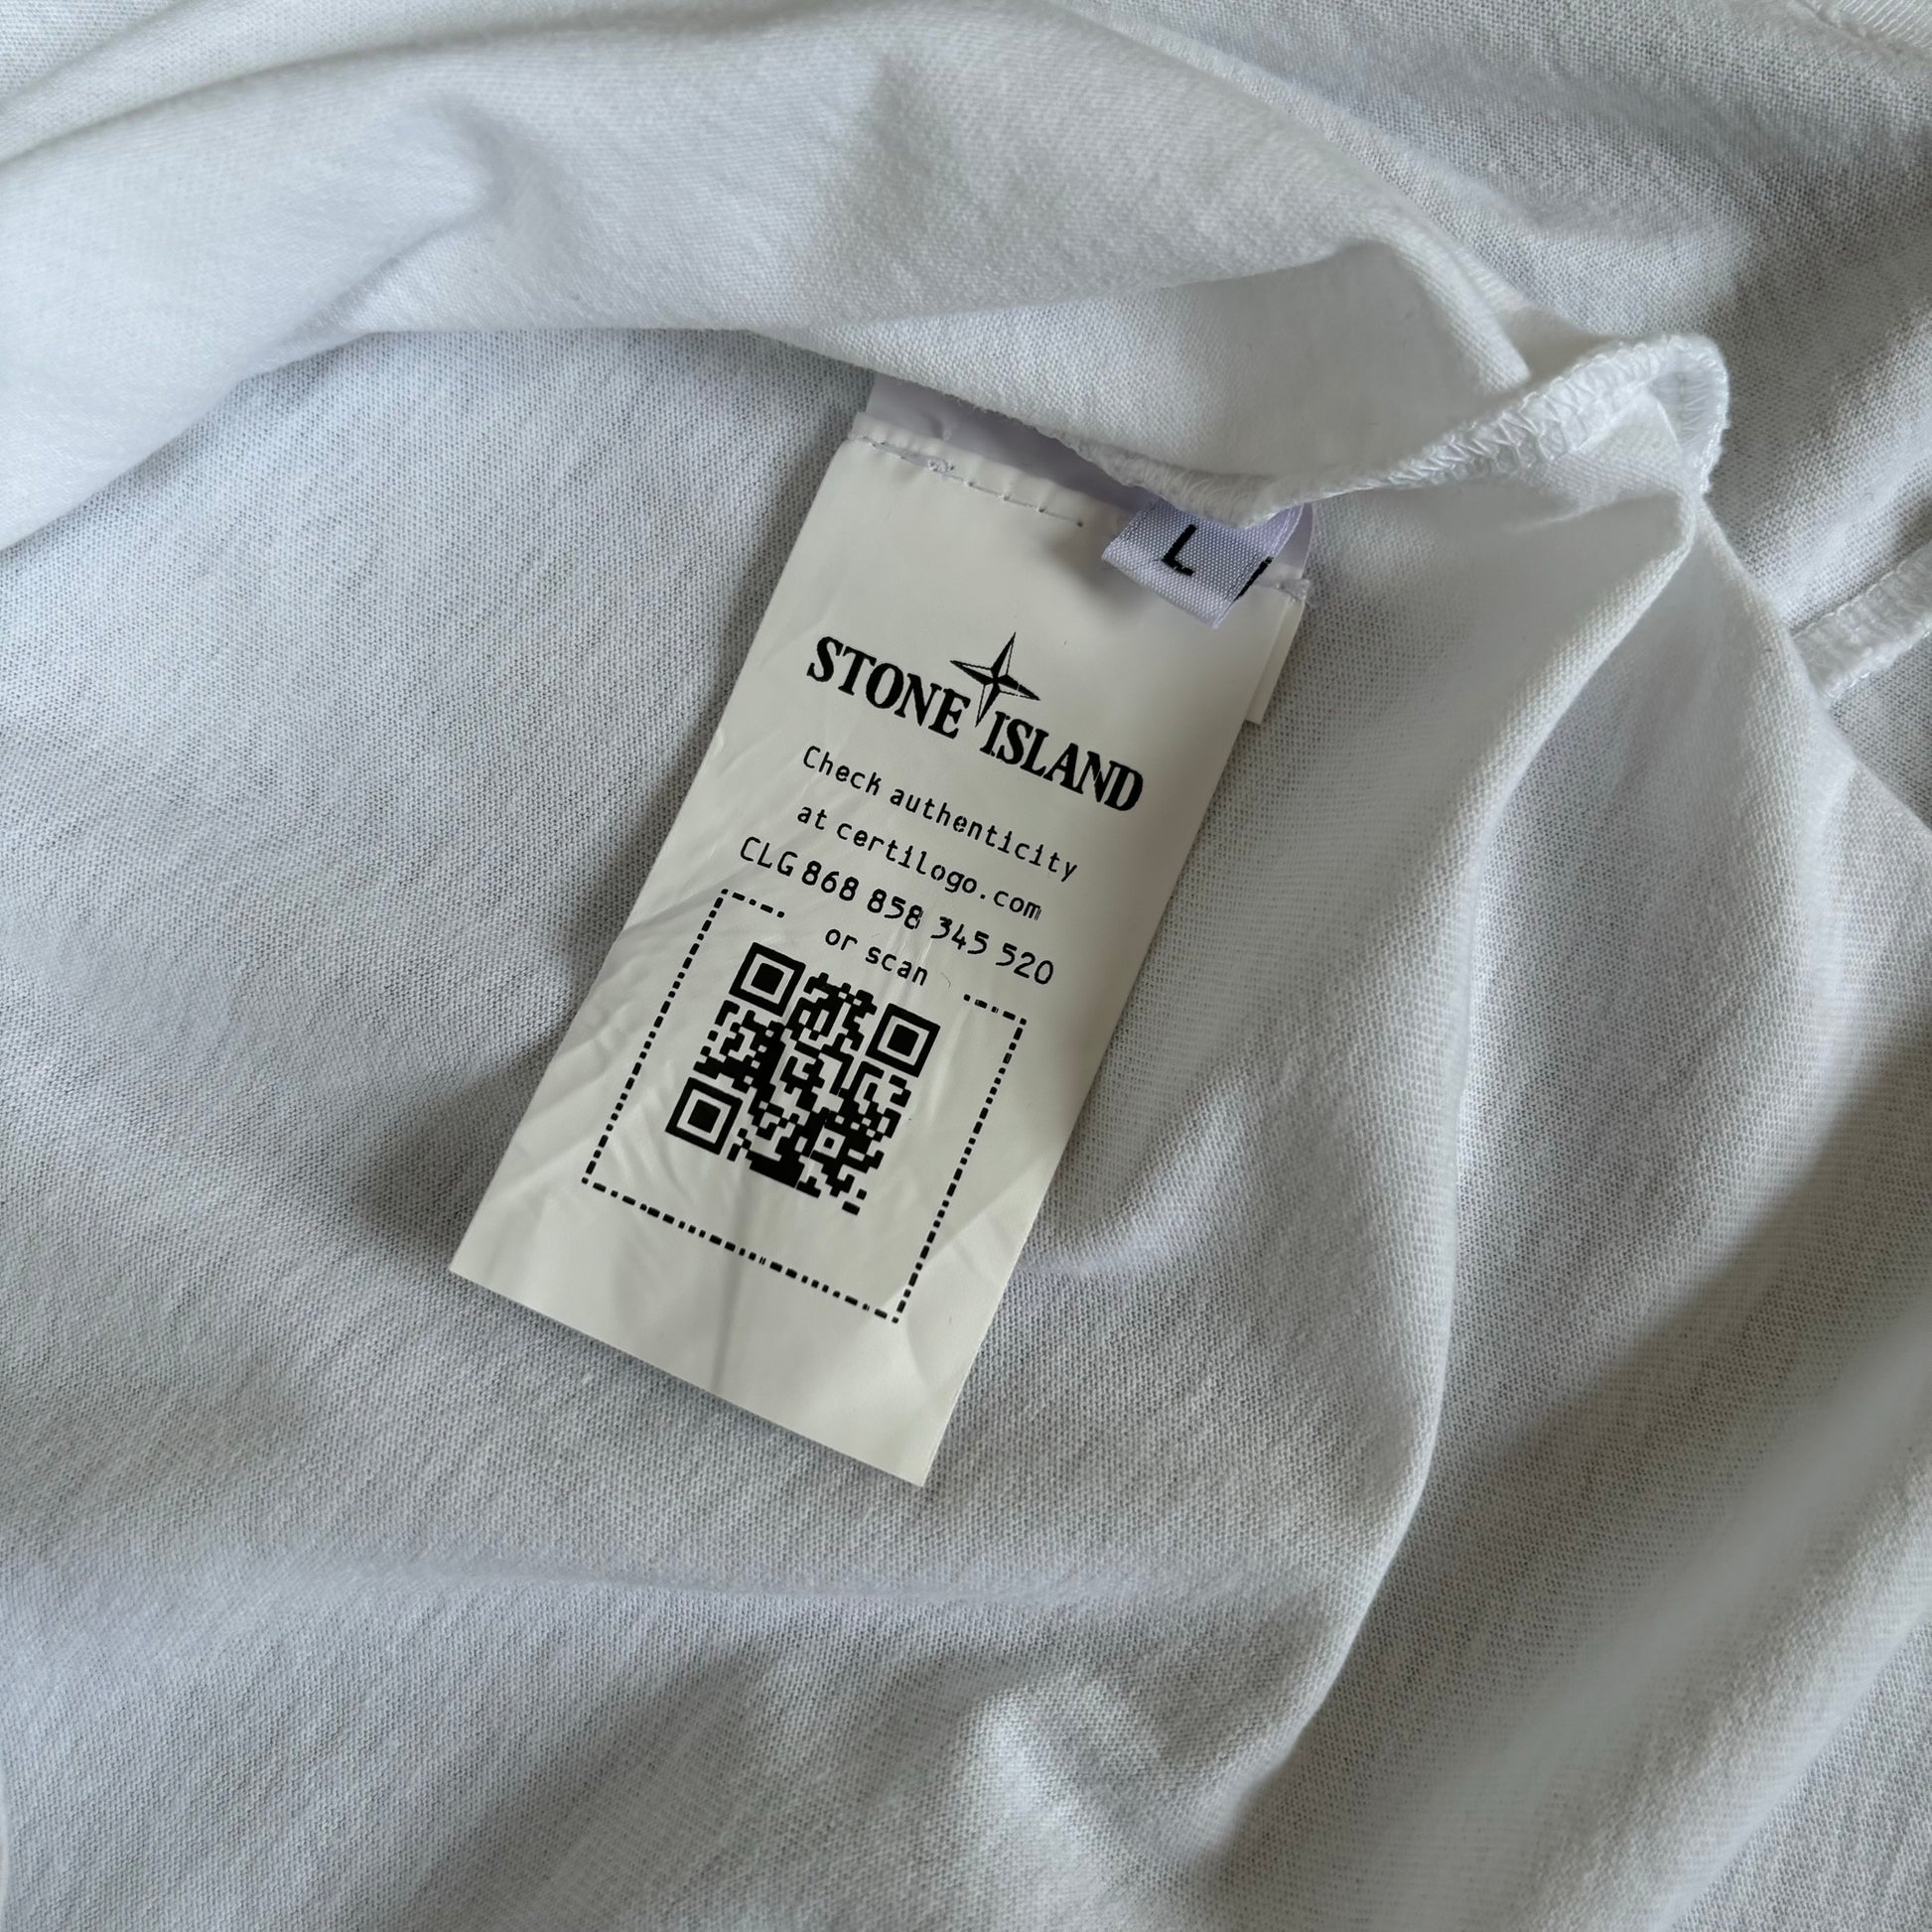 L
STONE ISLAND
Check authenticity
at certilogo.com
CLG 868 858 345 520
or scan